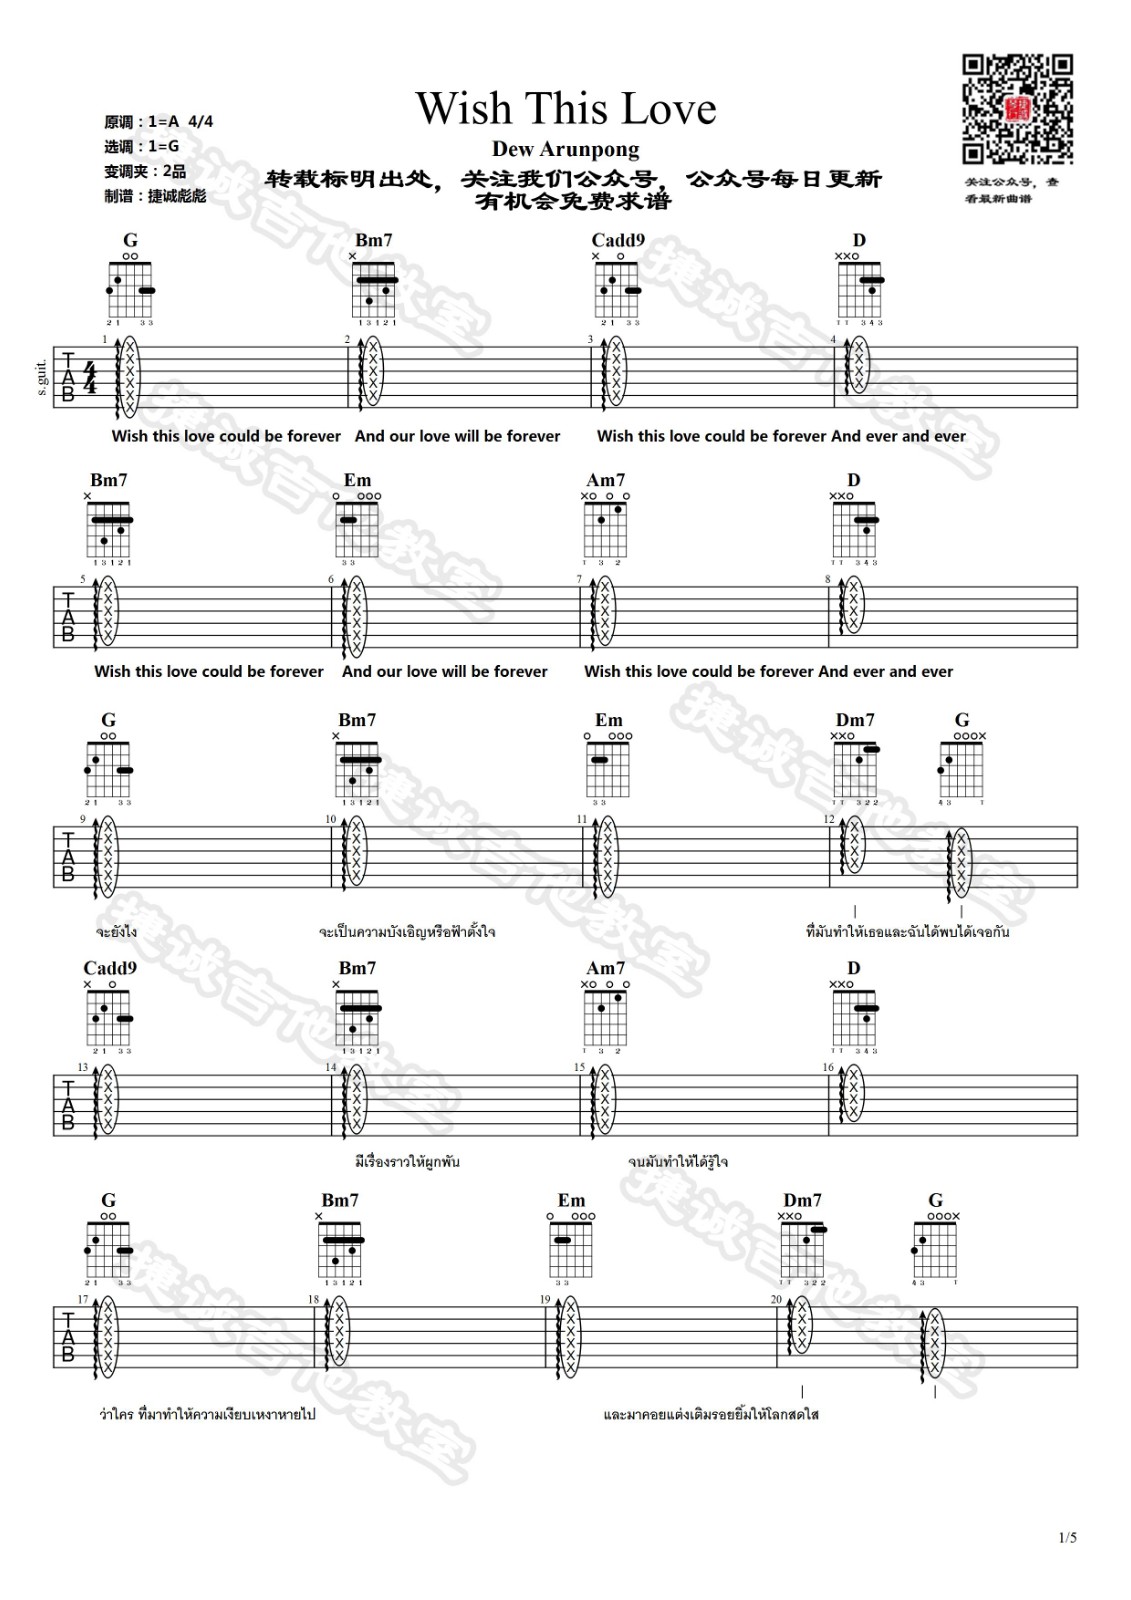 Wish This Love
Dew Arunpong
原调：1=A 4/4
选调：1=G
变调夹：2品
制谱：捷诚彪彪
转载标明出处，关注我们公众号，公众号每日更新
有机会免费求谱
关注公众号，查
看最新曲谱
G Bm7 Cadd9 D
s.guit.
1 2 3 4
T A B 4/4
Wish this love could be forever And our love will be forever Wish this love could be forever And ever and ever
Bm7 Em Am7 D
5 6 7 8
T A B
Wish this love could be forever And our love will be forever Wish this love could be forever And ever and ever
G Bm7 Em Dm7 G
9 10 11 12
T A B
จะยังไง จะเป็นความบังเอิญหรือฟ้าตั้งใจ ที่มันทำให้เธอและฉันได้พบได้เจอกัน
Cadd9 Bm7 Am7 D
13 14 15 16
T A B
มีเรื่องราวให้ผูกพัน จนมันทำให้ได้รู้ใจ
G Bm7 Em Dm7 G
17 18 19 20
T A B
ว่าใคร ที่มาทำให้ความเงียบเหงาหายไป และมาคอยแต่งเติมรอยยิ้มให้โลกสดใส
1/5
捷诚吉他教室